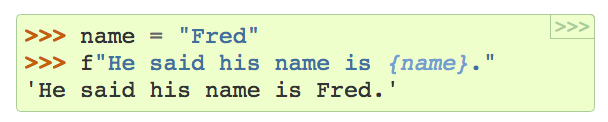 >>> name = "Fred"
>>> f"He said his name is {name}."
'He said his name is Fred.'
>>>